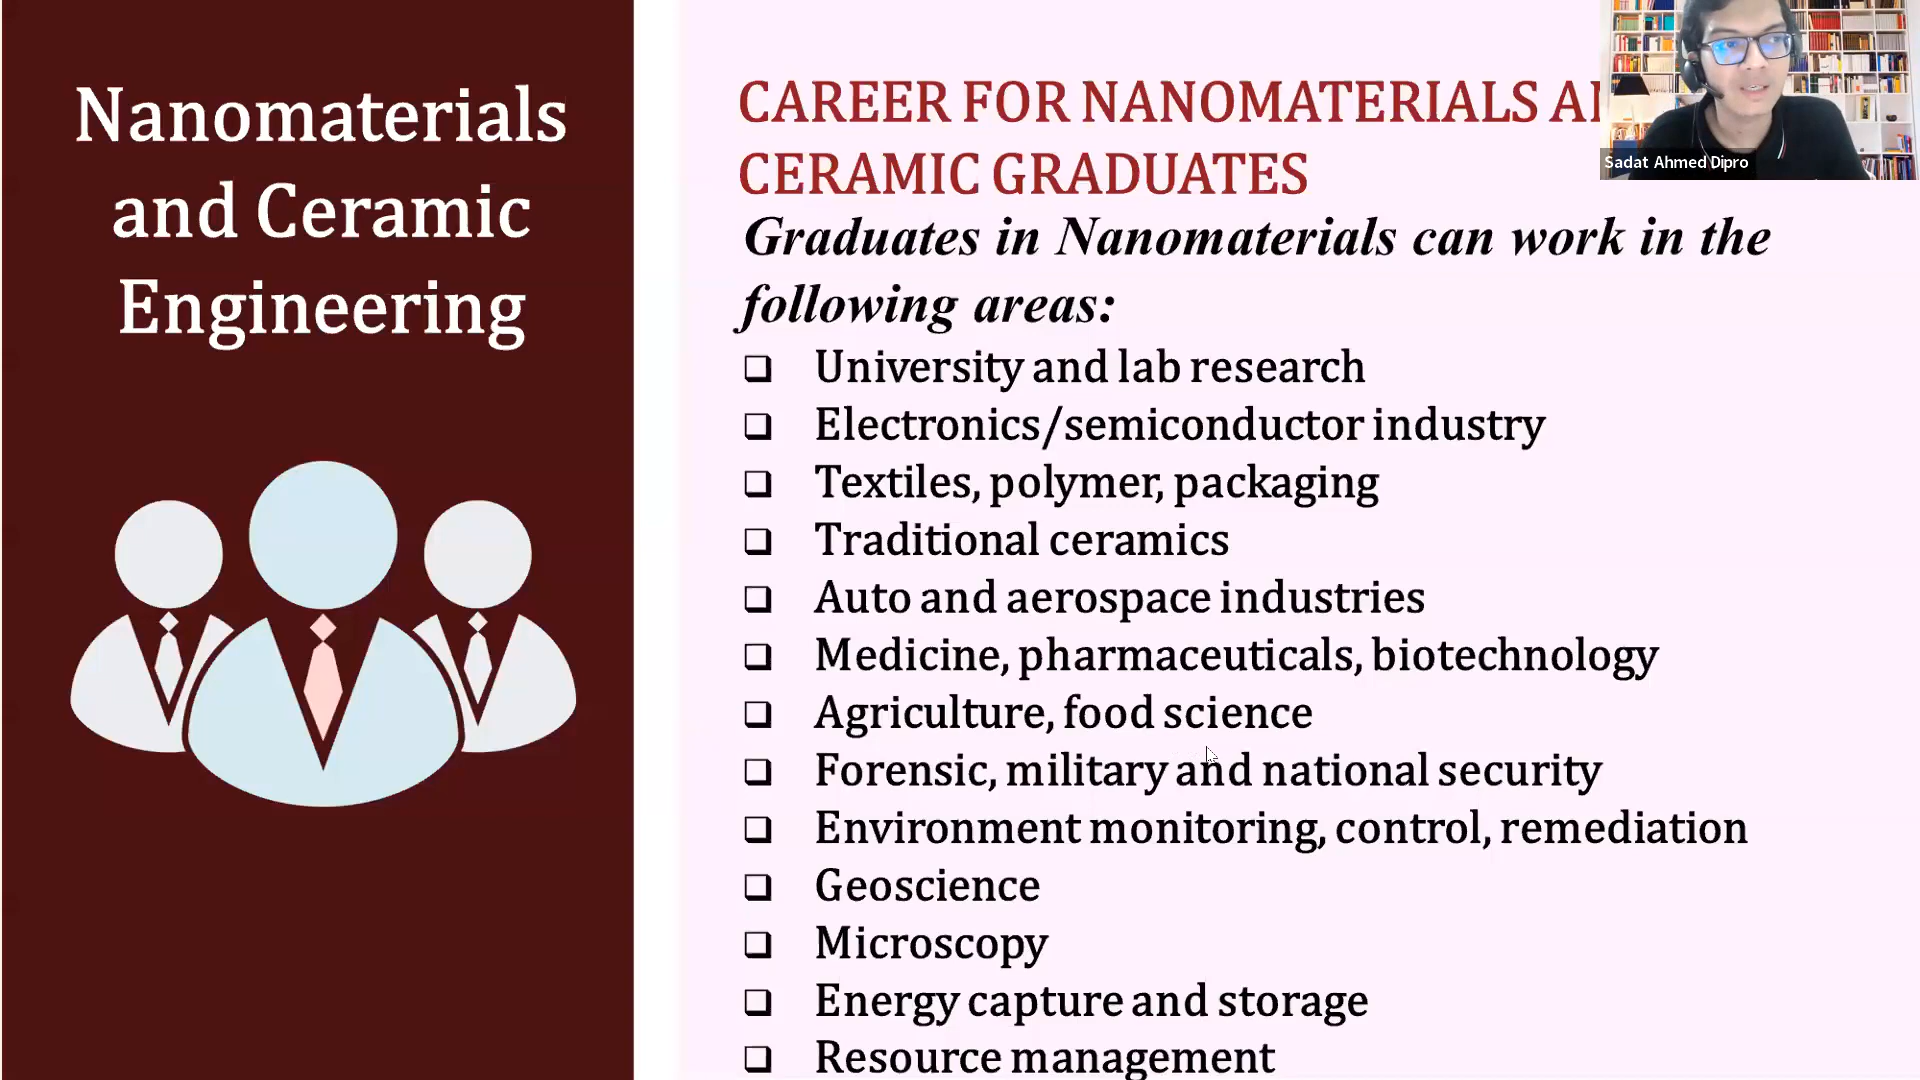 Nanomaterials
and Ceramic
Engineering
CAREER FOR NANOMATERIALS
CERAMIC GRADUATES
Graduates in Nanomaterials can work in the
following areas:
University and lab research
Electronics/semiconductor industry
Textiles, polymer, packaging
Traditional ceramics
Auto and aerospace industries
Medicine, pharmaceuticals, biotechnology
Agriculture, food science
Forensic, military and national security
Environment monitoring, control, remediation
Geoscience
Microscopy
Energy capture and storage
Resource management
Sadat Ahmed Dipro